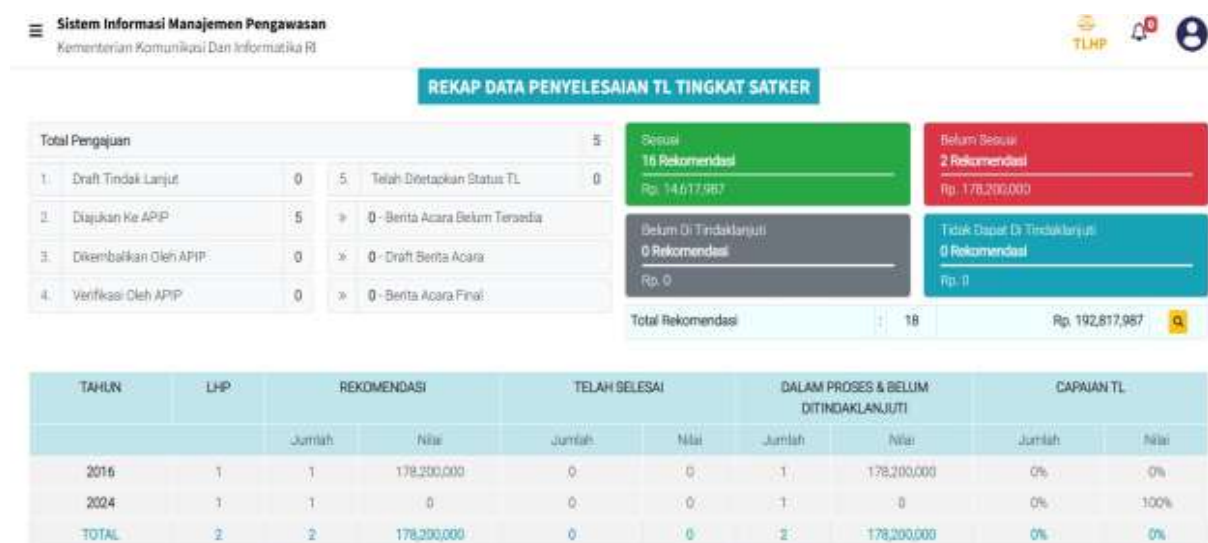 Sistem Informasi Manajemen Pengawasan
Kementerian Komunikasi Dan Informatika RI
TLHP
0
REKAP DATA PENYELESAIAN TL TINGKAT SATKER
Total Pengajuan 5
1. Draft Tindak Lanjut 0
2. Diajukan Ke APIP 5
3. Dikembalikan Oleh APIP 0
4. Verifikasi Oleh APIP 0
5. Telah Ditetapkan Status TL 0
» 0 - Berita Acara Belum Tersedia
» 0 - Draft Berita Acara
» 0 - Berita Acara Final
Sesuai
16 Rekomendasi
Rp. 14,617,987
Belum Sesuai
2 Rekomendasi
Rp. 178,200,000
Belum Di Tindaklanjuti
0 Rekomendasi
Rp. 0
Tidak Dapat Di Tindaklanjuti
0 Rekomendasi
Rp. 0
Total Rekomendasi : 18 Rp. 192,817,987
TAHUN LHP REKOMENDASI TELAH SELESAI DALAM PROSES & BELUM DITINDAKLANJUTI CAPAIAN TL
Jumlah Nilai Jumlah Nilai Jumlah Nilai Jumlah Nilai
2016 1 1 178,200,000 0 0 1 178,200,000 0% 0%
2024 1 1 0 0 0 1 0 0% 100%
TOTAL 2 2 178,200,000 0 0 2 178,200,000 0% 0%